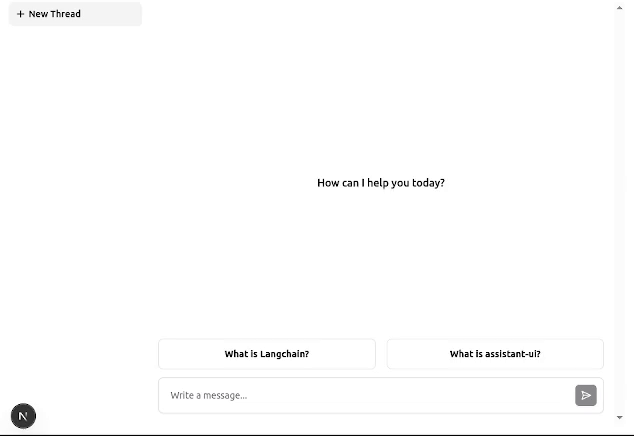 + New Thread
How can I help you today?
What is Langchain?
What is assistant-ui?
Write a message...
N